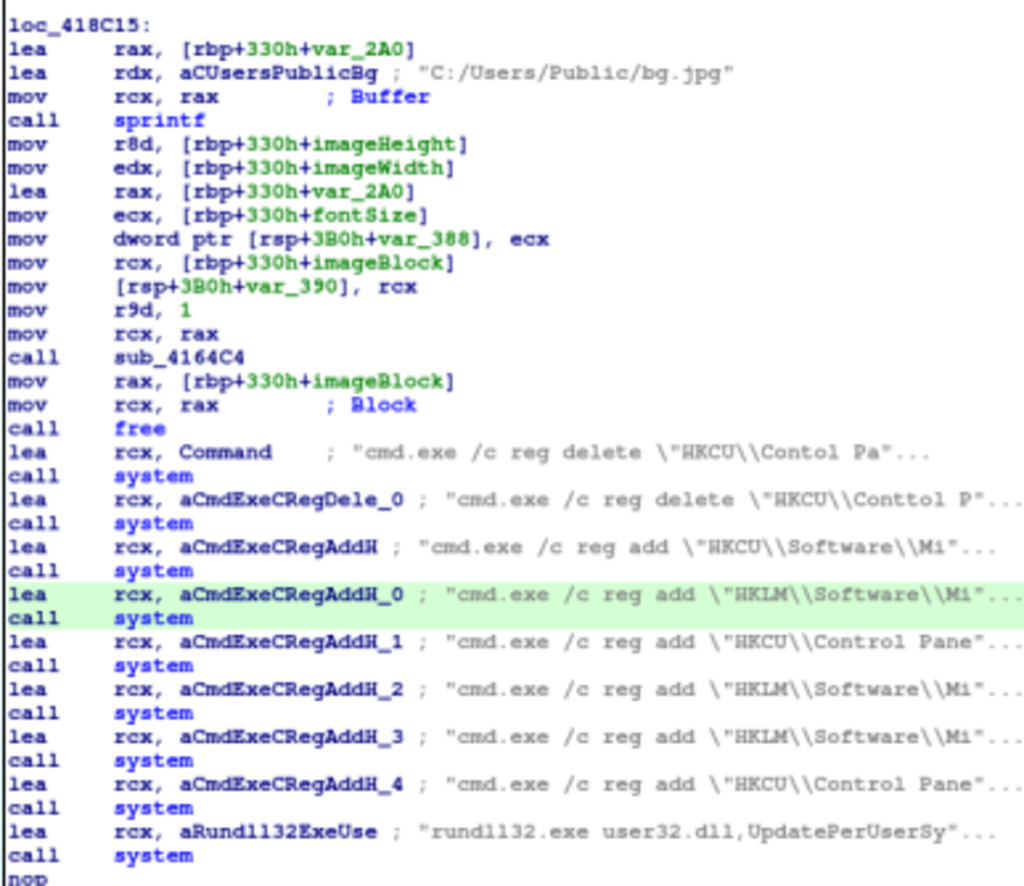 loc_418C15:
lea rax, [rbp+330h+var_2A0]
lea rdx, aCUsersPublicBg ; "C:/Users/Public/bg.jpg"
mov rcx, rax ; Buffer
call sprintf
mov r8d, [rbp+330h+imageHeight]
mov edx, [rbp+330h+imageWidth]
lea rax, [rbp+330h+var_2A0]
mov ecx, [rbp+330h+fontSize]
mov dword ptr [rsp+3B0h+var_388], ecx
mov rcx, [rbp+330h+imageBlock]
mov [rsp+3B0h+var_390], rcx
mov r9d, 1
mov rcx, rax
call sub_4164C4
mov rax, [rbp+330h+imageBlock]
mov rcx, rax ; Block
call free
lea rcx, Command ; "cmd.exe /c reg delete \"HKCU\\Contol Pa"...
call system
lea rcx, aCmdExeCRegDele_0 ; "cmd.exe /c reg delete \"HKCU\\Conttol P"...
call system
lea rcx, aCmdExeCRegAddH ; "cmd.exe /c reg add \"HKCU\\Software\\Mi"...
call system
lea rcx, aCmdExeCRegAddH_0 ; "cmd.exe /c reg add \"HKLM\\Software\\Mi"...
call system
lea rcx, aCmdExeCRegAddH_1 ; "cmd.exe /c reg add \"HKCU\\Control Pane"...
call system
lea rcx, aCmdExeCRegAddH_2 ; "cmd.exe /c reg add \"HKLM\\Software\\Mi"...
call system
lea rcx, aCmdExeCRegAddH_3 ; "cmd.exe /c reg add \"HKLM\\Software\\Mi"...
call system
lea rcx, aCmdExeCRegAddH_4 ; "cmd.exe /c reg add \"HKCU\\Control Pane"...
call system
lea rcx, aRundll32ExeUse ; "rundll32.exe user32.dll,UpdatePerUserSy"...
call system
nop